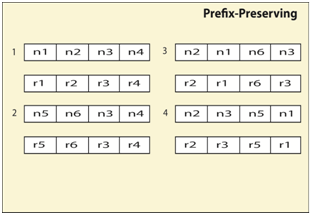 Prefix-Preserving
1 n1 n2 n3 n4
r1 r2 r3 r4
2 n5 n6 n3 n4
r5 r6 r3 r4
3 n2 n1 n6 n3
r2 r1 r6 r3
4 n2 n3 n5 n1
r2 r3 r5 r1